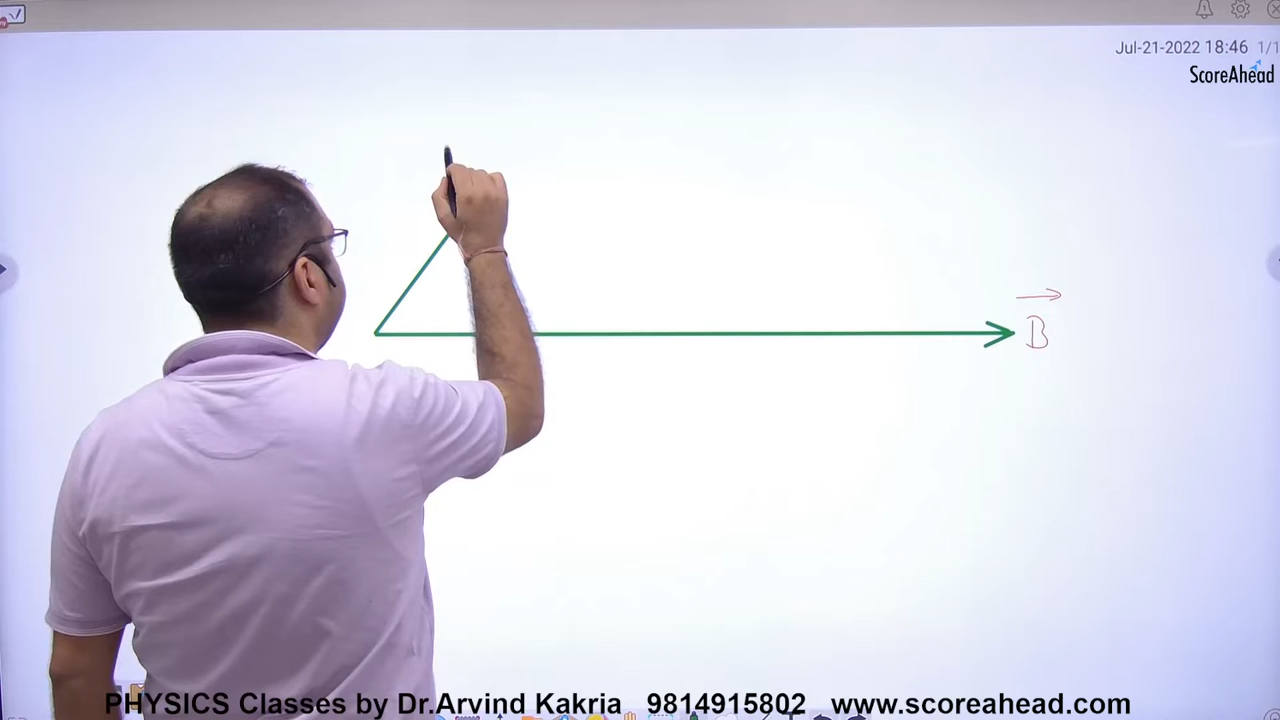 Jul-21-2022 18:46 1/1
ScoreAhead
B
PHYSICS Classes by Dr.Arvind Kakria 9814915802 www.scoreahead.com